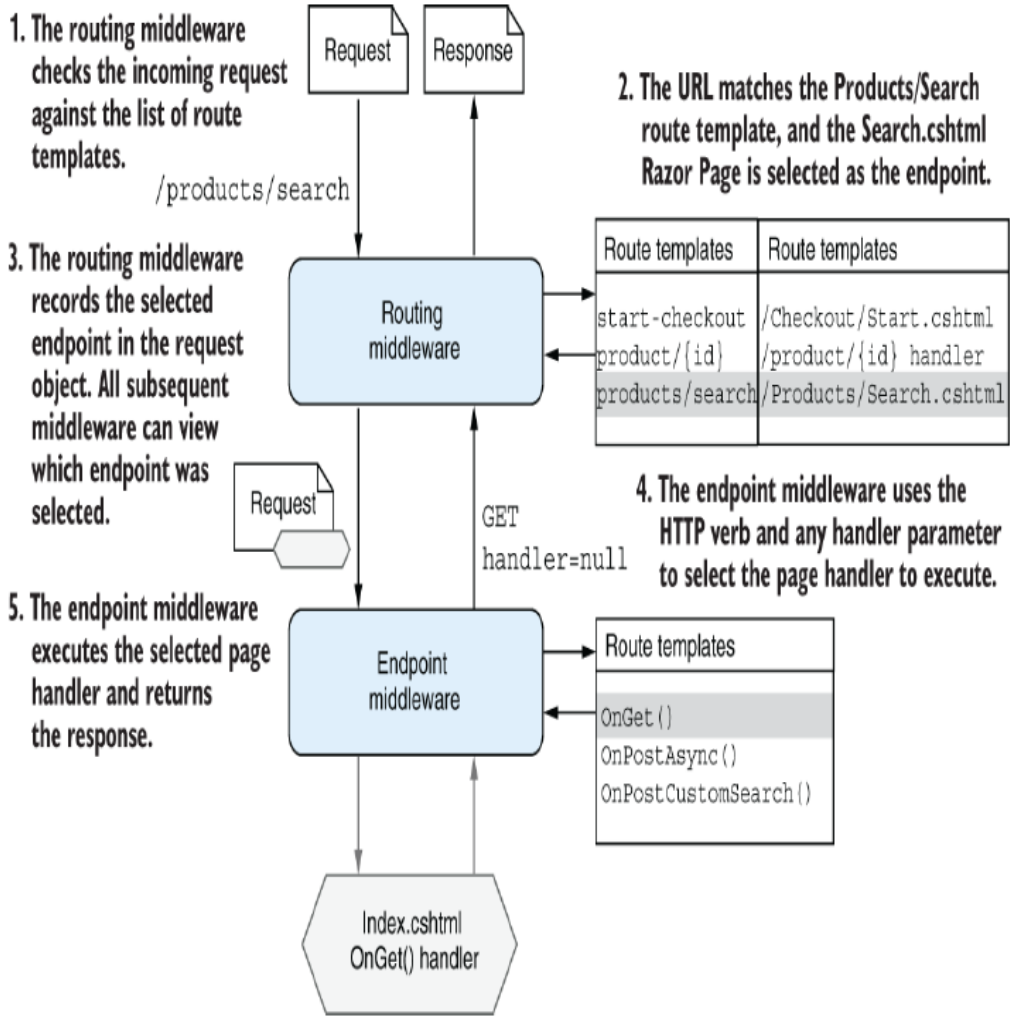 1. The routing middleware
checks the incoming request
against the list of route
templates.
Request
Response
/products/search
2. The URL matches the Products/Search
route template, and the Search.cshtml
Razor Page is selected as the endpoint.
3. The routing middleware
records the selected
endpoint in the request
object. All subsequent
middleware can view
which endpoint was
selected.
Routing
middleware
Route templates
Route templates
start-checkout /Checkout/Start.cshtml
product/{id} /product/{id} handler
products/search /Products/Search.cshtml
Request
GET
handler=null
4. The endpoint middleware uses the
HTTP verb and any handler parameter
to select the page handler to execute.
5. The endpoint middleware
executes the selected page
handler and returns
the response.
Endpoint
middleware
Route templates
OnGet()
OnPostAsync()
OnPostCustomSearch()
Index.cshtml
OnGet() handler